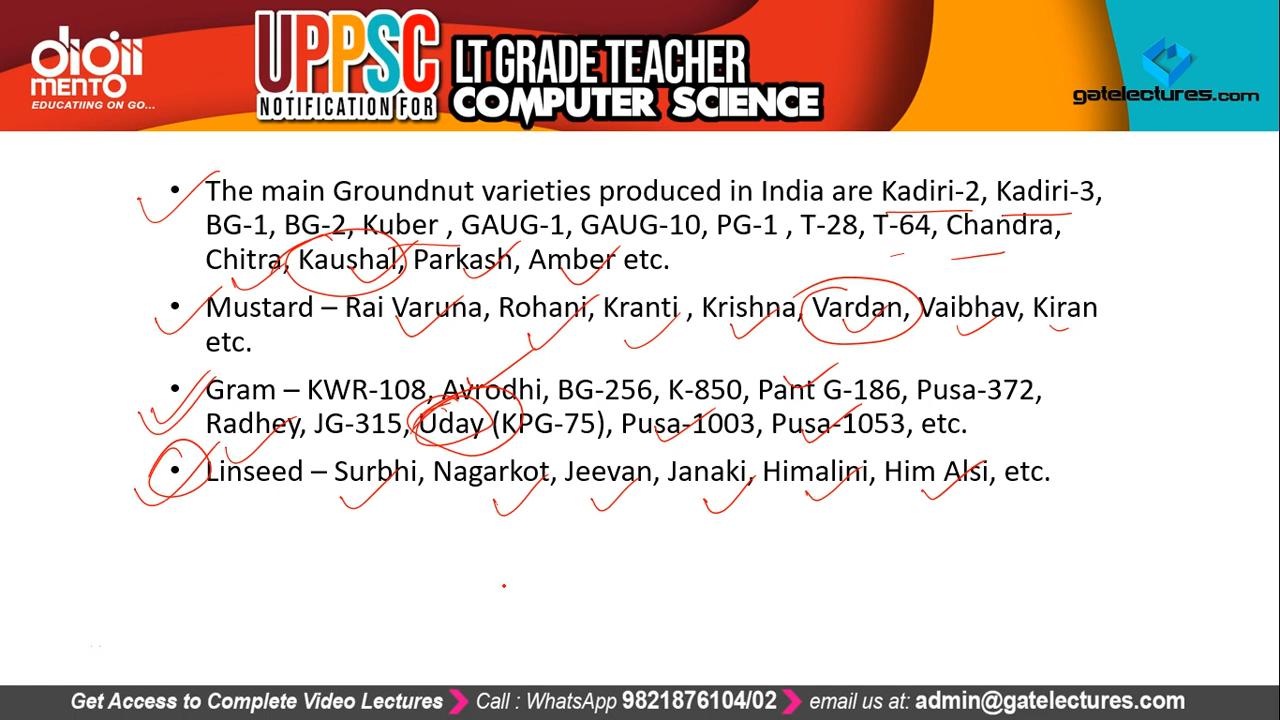 digii
MENTO
EDUCATIING ON GO...
UPPSC
NOTIFICATION FOR
LT GRADE TEACHER
COMPUTER SCIENCE
gatelectures.com
• The main Groundnut varieties produced in India are Kadiri-2, Kadiri-3,
BG-1, BG-2, Kuber , GAUG-1, GAUG-10, PG-1 , T-28, T-64, Chandra,
Chitra, Kaushal, Parkash, Amber etc.
• Mustard – Rai Varuna, Rohani, Kranti , Krishna, Vardan, Vaibhav, Kiran
etc.
• Gram – KWR-108, Avrodhi, BG-256, K-850, Pant G-186, Pusa-372,
Radhey, JG-315, Uday (KPG-75), Pusa-1003, Pusa-1053, etc.
• Linseed – Surbhi, Nagarkot, Jeevan, Janaki, Himalini, Him Alsi, etc.
Get Access to Complete Video Lectures Call : WhatsApp 9821876104/02 email us at: admin@gatelectures.com